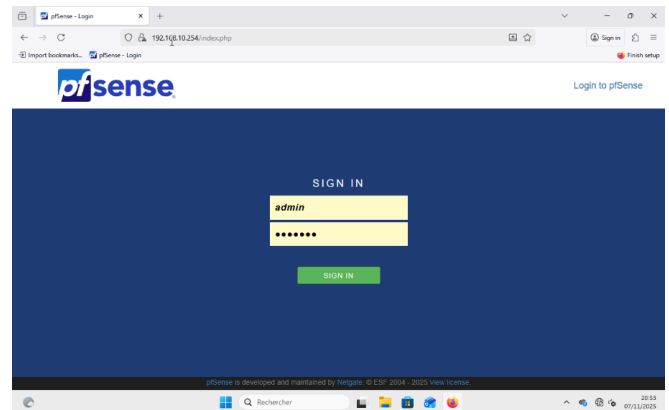 pfSense - Login
192.168.10.254/index.php
Sign in
Import bookmarks...
pfSense - Login
Finish setup
pfsense
Login to pfSense
SIGN IN
admin
•••••••
SIGN IN
pfSense is developed and maintained by Netgate. © ESF 2004 - 2025 View license.
Rechercher
20:53
07/11/2025